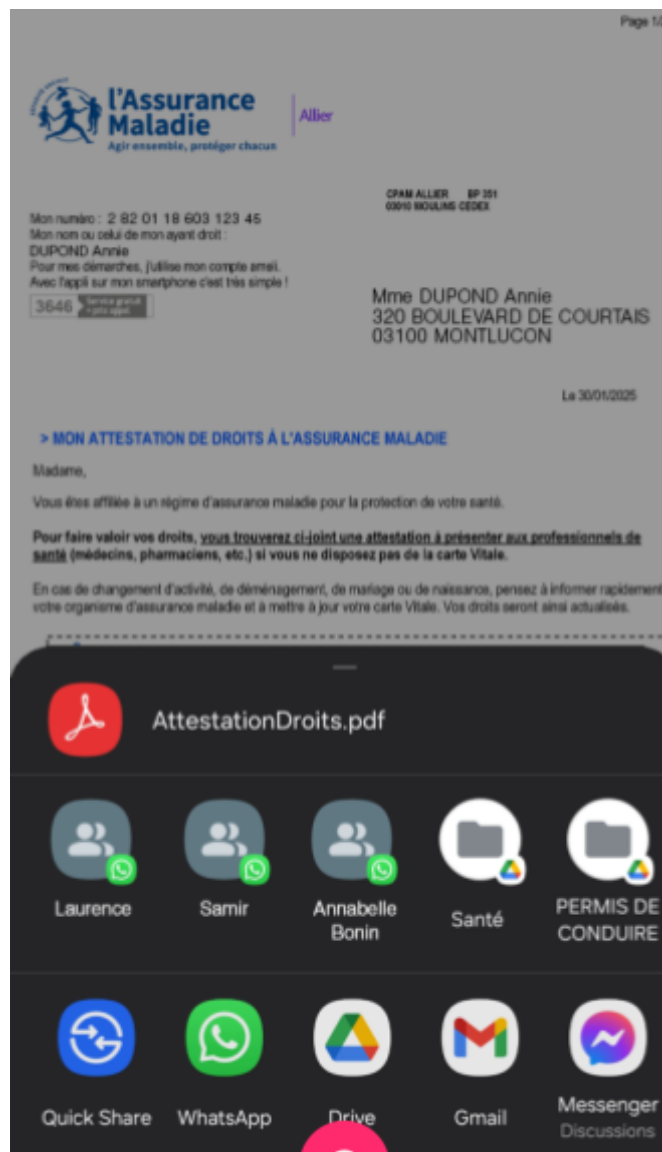 Page 1/
l'Assurance
Maladie
Agir ensemble, protéger chacun
Allier
CPAM ALLIER BP 351
03010 MOULINS CEDEX
Mon numéro : 2 82 01 18 603 123 45
Mon nom ou celui de mon ayant droit :
DUPOND Annie
Pour mes démarches, j'utilise mon compte ameli.
Avec l'appli sur mon smartphone c'est très simple !
3646 Service gratuit
+ prix appel
Mme DUPOND Annie
320 BOULEVARD DE COURTAIS
03100 MONTLUCON
Le 30/01/2025
> MON ATTESTATION DE DROITS À L'ASSURANCE MALADIE
Madame,
Vous êtes affiliée à un régime d'assurance maladie pour la protection de votre santé.
Pour faire valoir vos droits, vous trouverez ci-joint une attestation à présenter aux professionnels de
santé (médecins, pharmaciens, etc.) si vous ne disposez pas de la carte Vitale.
En cas de changement d'activité, de déménagement, de mariage ou de naissance, pensez à informer rapidement
votre organisme d'assurance maladie et à mettre à jour votre carte Vitale. Vos droits seront ainsi actualisés.
AttestationDroits.pdf
Laurence
Samir
Annabelle
Bonin
Santé
PERMIS DE
CONDUIRE
Quick Share
WhatsApp
Drive
Gmail
Messenger
Discussions